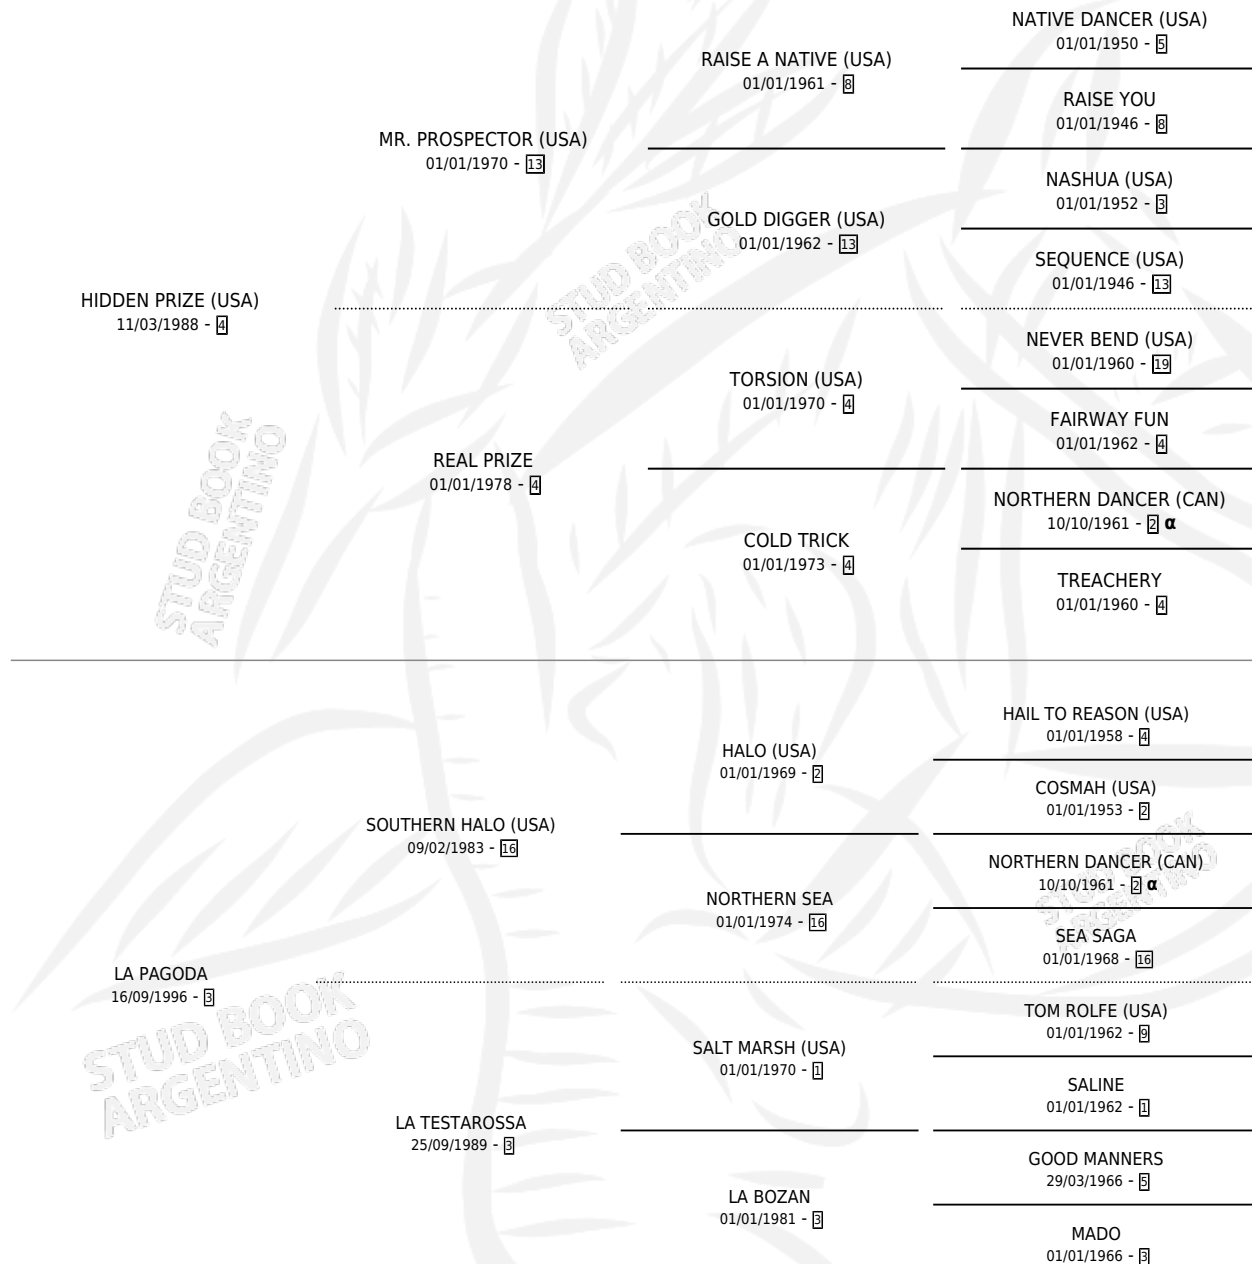 NATIVE DANCER (USA)
01/01/1950 - 5
RAISE A NATIVE (USA)
01/01/1961 - 8
RAISE YOU
01/01/1946 - 8
MR. PROSPECTOR (USA)
01/01/1970 - 13
NASHUA (USA)
01/01/1952 - 3
GOLD DIGGER (USA)
01/01/1962 - 13
SEQUENCE (USA)
01/01/1946 - 13
HIDDEN PRIZE (USA)
11/03/1988 - 4
STUD BOOK
ARGENTINO
NEVER BEND (USA)
01/01/1960 - 19
TORSION (USA)
01/01/1970 - 4
FAIRWAY FUN
01/01/1962 - 4
REAL PRIZE
01/01/1978 - 4
STUD BOOK
ARGENTINO
NORTHERN DANCER (CAN)
10/10/1961 - 2 α
COLD TRICK
01/01/1973 - 4
TREACHERY
01/01/1960 - 4
HAIL TO REASON (USA)
01/01/1958 - 4
HALO (USA)
01/01/1969 - 2
COSMAH (USA)
01/01/1953 - 2
SOUTHERN HALO (USA)
09/02/1983 - 16
STUD BOOK
ARGENTINO
NORTHERN DANCER (CAN)
10/10/1961 - 2 α
NORTHERN SEA
01/01/1974 - 16
SEA SAGA
01/01/1968 - 16
LA PAGODA
16/09/1996 - 3
STUD BOOK
ARGENTINO
TOM ROLFE (USA)
01/01/1962 - 9
SALT MARSH (USA)
01/01/1970 - 1
SALINE
01/01/1962 - 1
LA TESTAROSSA
25/09/1989 - 3
GOOD MANNERS
29/03/1966 - 5
LA BOZAN
01/01/1981 - 3
MADO
01/01/1966 - 3